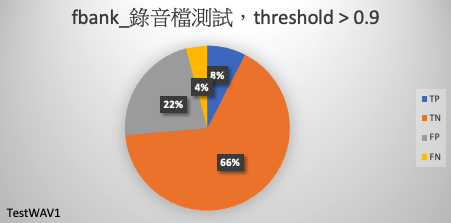 fbank_錄音檔測試，threshold > 0.9
8%
4%
22%
66%
TP
TN
FP
FN
TestWAV1